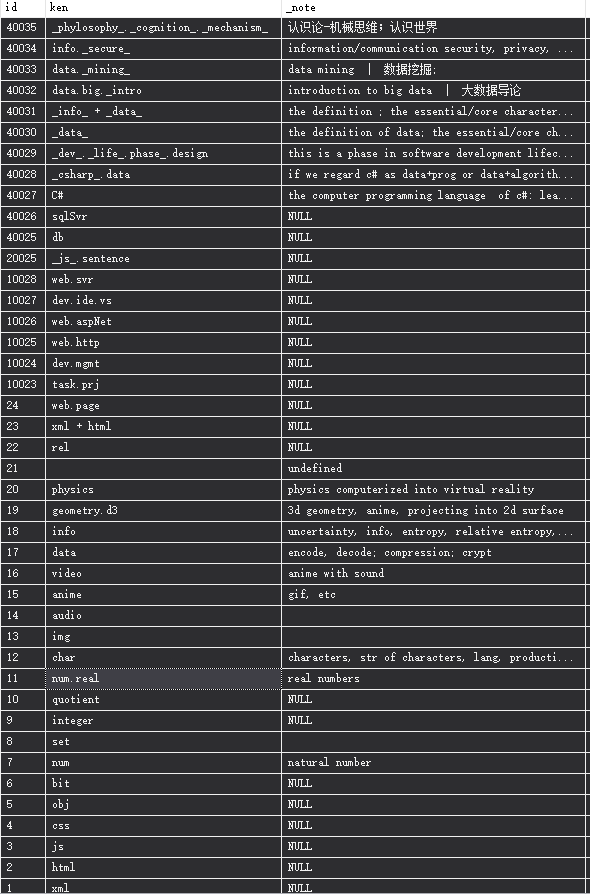 id ken _note
40035 _phylosophy_._cognition_._mechanism_ 认识论-机械思维; 认识世界
40034 info._secure_ information/communication security, privacy, ...
40033 data._mining_ data mining | 数据挖掘;
40032 data.big._intro introduction to big data | 大数据导论
40031 _info_ + _data_ the definition ; the essential/core character...
40030 _data_ the definition of data; the essential/core ch...
40029 _dev_._life_.phase_.design this is a phase in software development lifec...
40028 _csharp_.data if we regard c# as data+prog or data+algorith...
40027 C# the computer programming language of c#: lea...
40026 sqlSvr NULL
40025 db NULL
20025 _js_.sentence NULL
10028 web.svr NULL
10027 dev.ide.vs NULL
10026 web.aspNet NULL
10025 web.http NULL
10024 dev.mgmt NULL
10023 task.prj NULL
24 web.page NULL
23 xml + html NULL
22 rel NULL
21 undefined
20 physics physics computerized into virtual reality
19 geometry.d3 3d geometry, anime, projecting into 2d surface
18 info uncertainty, info, entropy, relative entropy,...
17 data encode, decode; compression; crypt
16 video anime with sound
15 anime gif, etc
14 audio
13 img
12 char characters, str of characters, lang, producti...
11 num.real real numbers
10 quotient NULL
9 integer NULL
8 set
7 num natural number
6 bit NULL
5 obj NULL
4 css NULL
3 js NULL
2 html NULL
1 xml NULL